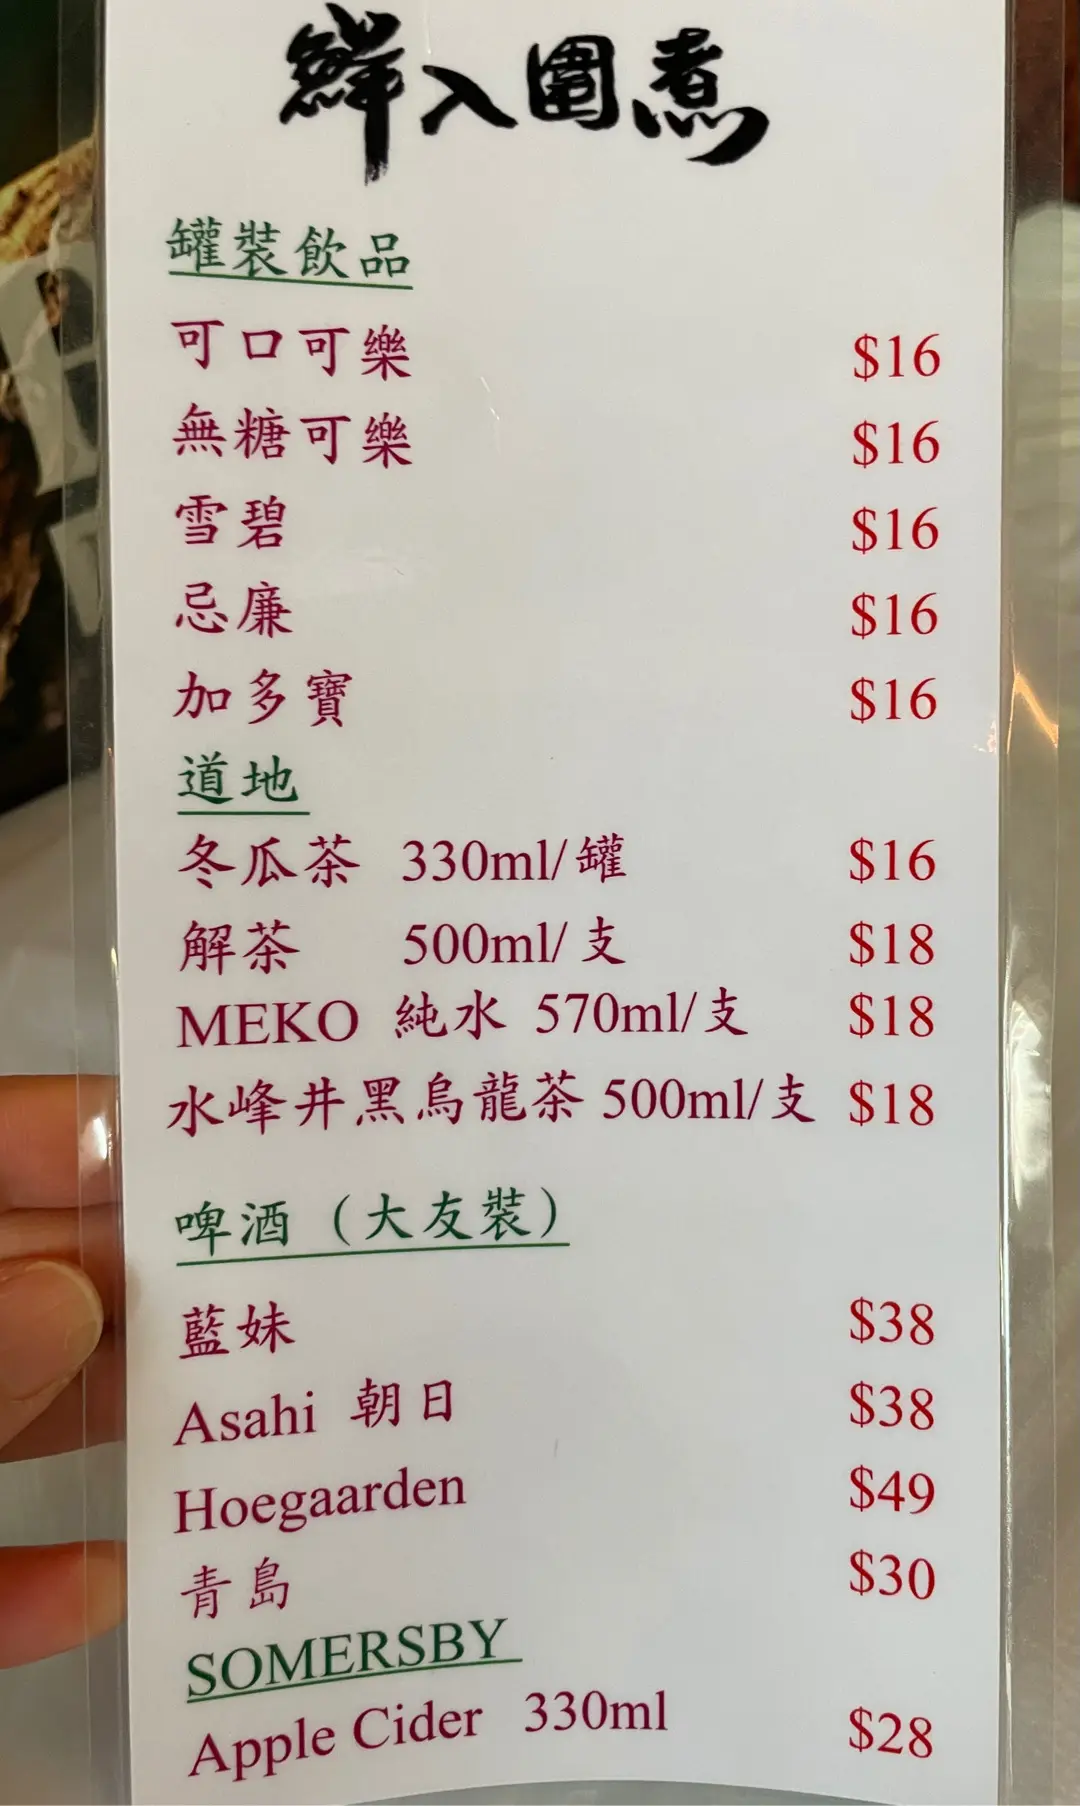 鮮入圍煮
罐裝飲品
可口可樂 $16
無糖可樂 $16
雪碧 $16
忌廉 $16
加多寶 $16
道地
冬瓜茶 330ml/罐 $16
解茶 500ml/支 $18
MEKO 純水 570ml/支 $18
水峰井黑烏龍茶 500ml/支 $18
啤酒（大友裝）
藍妹 $38
Asahi 朝日 $38
Hoegaarden $49
青島 $30
SOMERSBY
Apple Cider 330ml $28